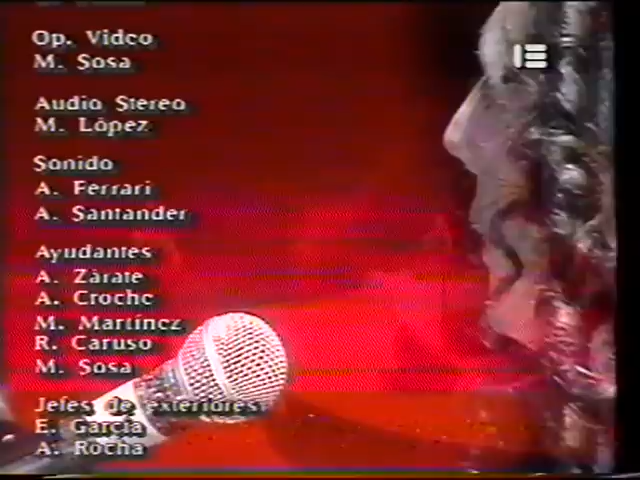 Op. Video
M. Sosa
Audio Stereo
M. López
Sonido
A. Ferrari
A. Santander
Ayudantes
A. Zárate
A. Croche
M. Martínez
R. Caruso
M. Sosa
Jefes de exteriores
E. García
A. Rocha